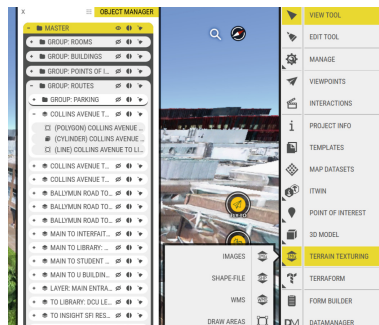 x
OBJECT MANAGER
MASTER
GROUP: ROOMS
GROUP: BUILDINGS
GROUP: POINTS OF I...
GROUP: ROUTES
GROUP: PARKING
COLLINS AVENUE T...
(POLYGON) COLLINS AVENUE ...
(CYLINDER) COLLINS AVENUE ...
(LINE) COLLINS AVENUE TO LI...
COLLINS AVENUE T...
COLLINS AVENUE T...
BALLYMUN ROAD TO...
BALLYMUN ROAD TO...
BALLYMUN ROAD TO...
MAIN TO INTERFAIT...
MAIN TO LIBRARY: ...
MAIN TO STUDENT ...
MAIN TO U BUILDIN...
LAYER: MAIN ENTRA...
TO LIBRARY: DCU LE...
TO INSIGHT SFI RES...
IMAGES
SHAPE-FILE
WMS
DRAW AREAS
VIEW TOOL
EDIT TOOL
MANAGE
VIEWPOINTS
INTERACTIONS
PROJECT INFO
TEMPLATES
MAP DATASETS
ITWIN
POINT OF INTEREST
3D MODEL
TERRAIN TEXTURING
TERRAFORM
FORM BUILDER
DM
DATAMANAGER